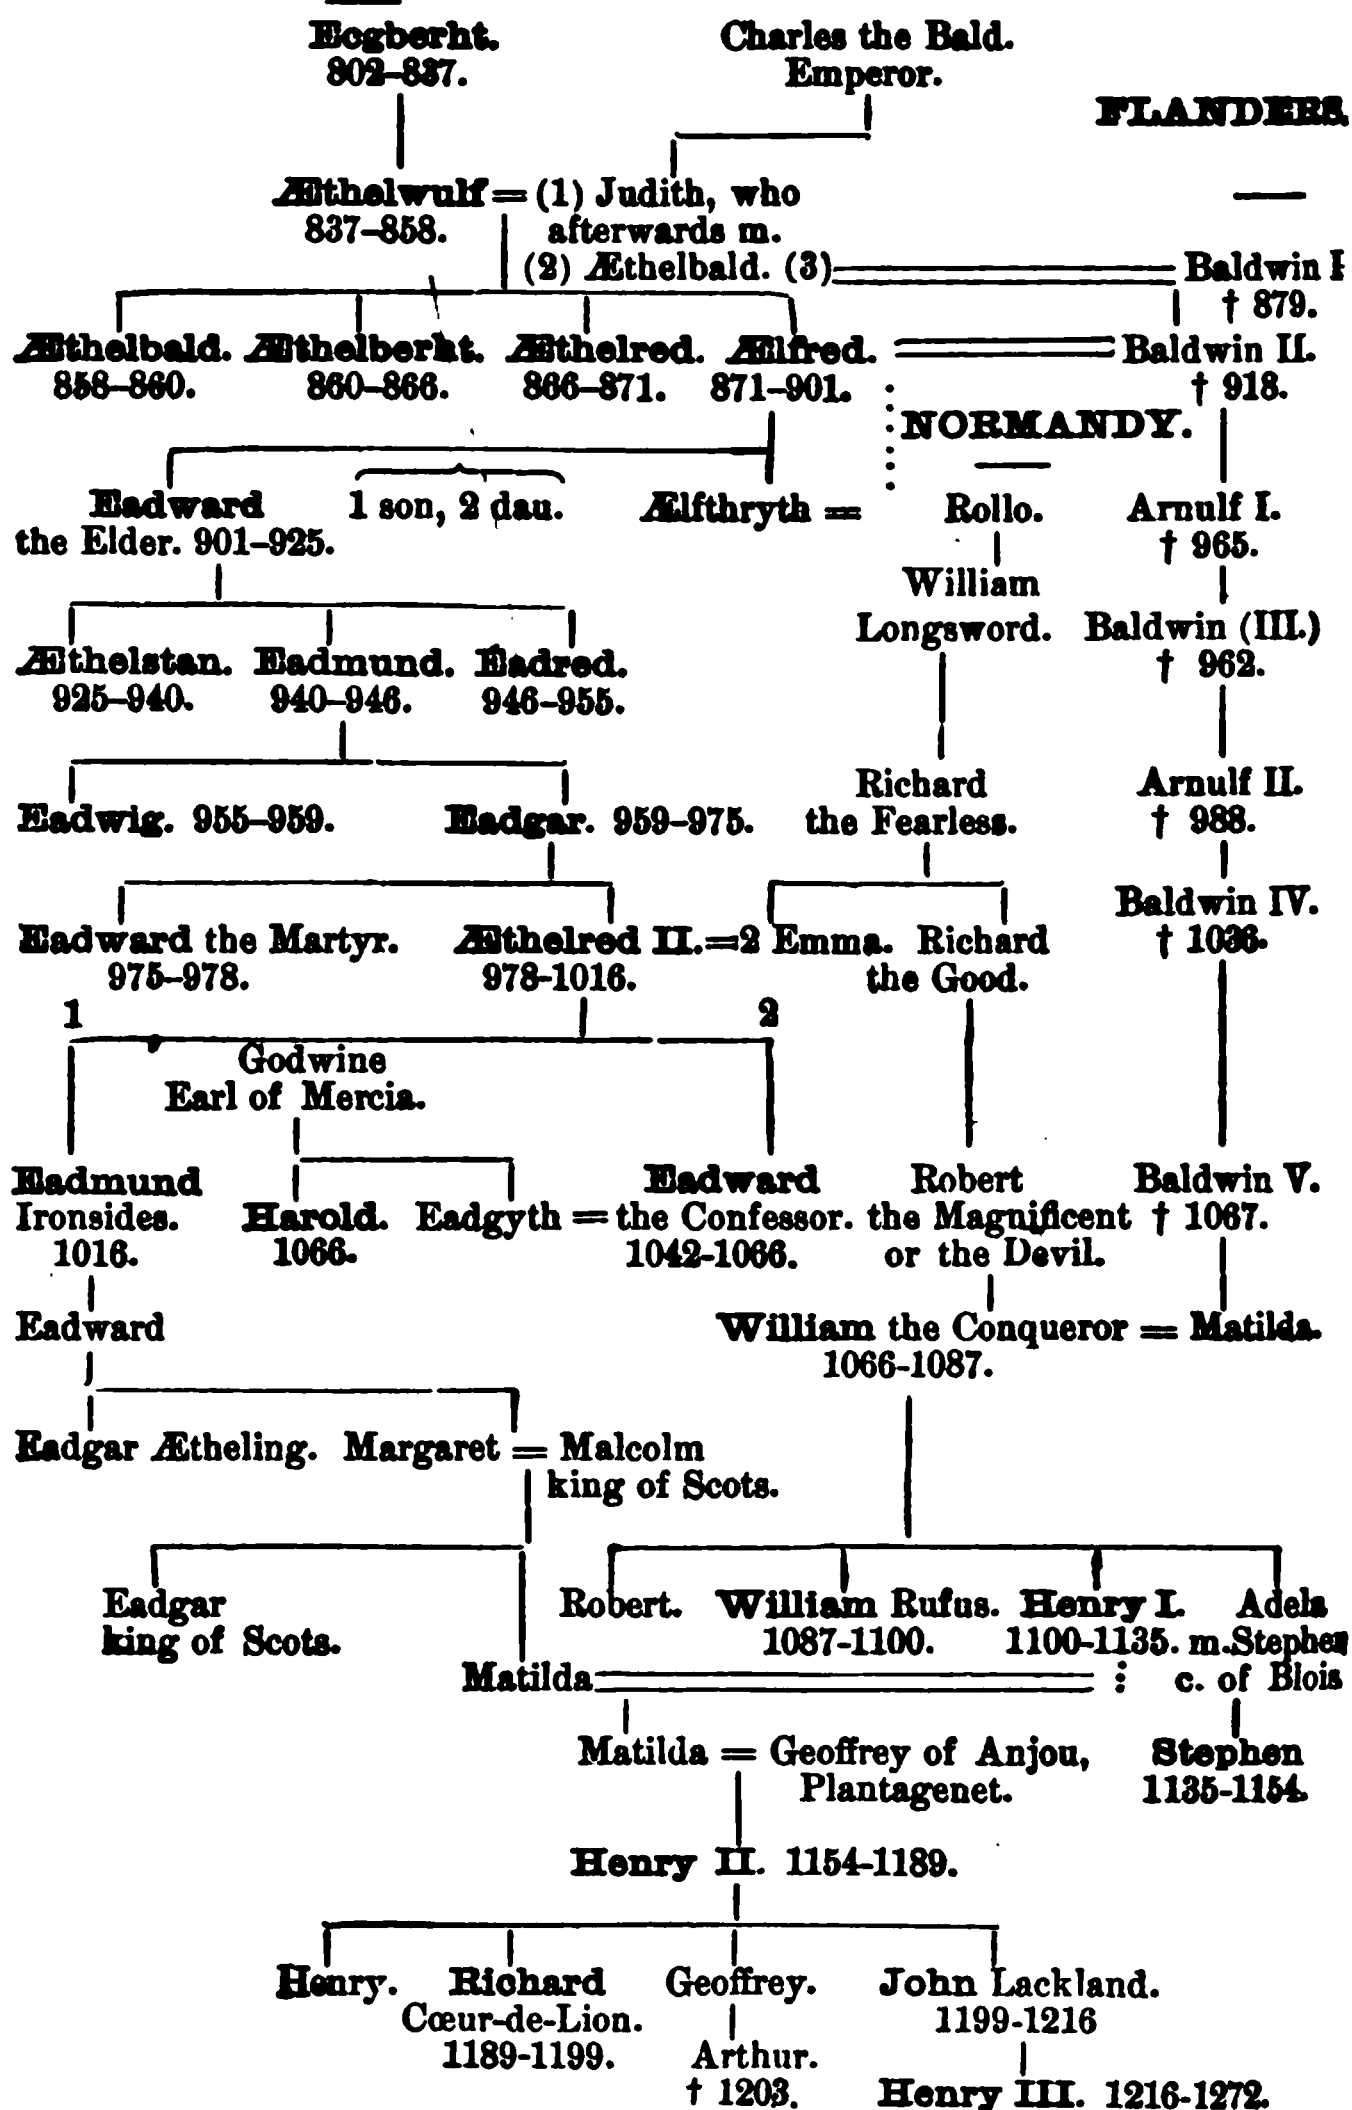 Ecgberht. Charles the Bald.
802–837. Emperor.
FLANDERS.
Æthelwulf = (1) Judith, who
837–858. afterwards m.
(2) Æthelbald. (3) Baldwin I
† 879.
Æthelbald. Æthelberht. Æthelred. Ælfred. Baldwin II.
858–860. 860–866. 866–871. 871–901. † 918.
NORMANDY.
Eadward 1 son, 2 dau. Ælfthryth = Rollo. Arnulf I.
the Elder. 901–925. † 965.
William
Longsword. Baldwin (III.)
Æthelstan. Eadmund. Eadred. † 962.
925–940. 940–946. 946–955.
Richard Arnulf II.
Eadwig. 955–959. Eadgar. 959–975. the Fearless. † 988.
Baldwin IV.
Eadward the Martyr. Æthelred II.=2 Emma. Richard † 1036.
975–978. 978-1016. the Good.
1 2
Godwine
Earl of Mercia.
Eadmund Eadward Robert Baldwin V.
Ironsides. Harold. Eadgyth = the Confessor. the Magnificent † 1067.
1016. 1066. 1042-1066. or the Devil.
Eadward William the Conqueror = Matilda.
1066-1087.
Eadgar Ætheling. Margaret = Malcolm
king of Scots.
Eadgar Robert. William Rufus. Henry I. Adela
king of Scots. 1087-1100. 1100-1135. m. Stephen
Matilda c. of Blois
Matilda = Geoffrey of Anjou, Stephen
Plantagenet. 1135-1154.
Henry II. 1154-1189.
Henry. Richard Geoffrey. John Lackland.
Cœur-de-Lion. 1199-1216
1189-1199. Arthur.
† 1203. Henry III. 1216-1272.